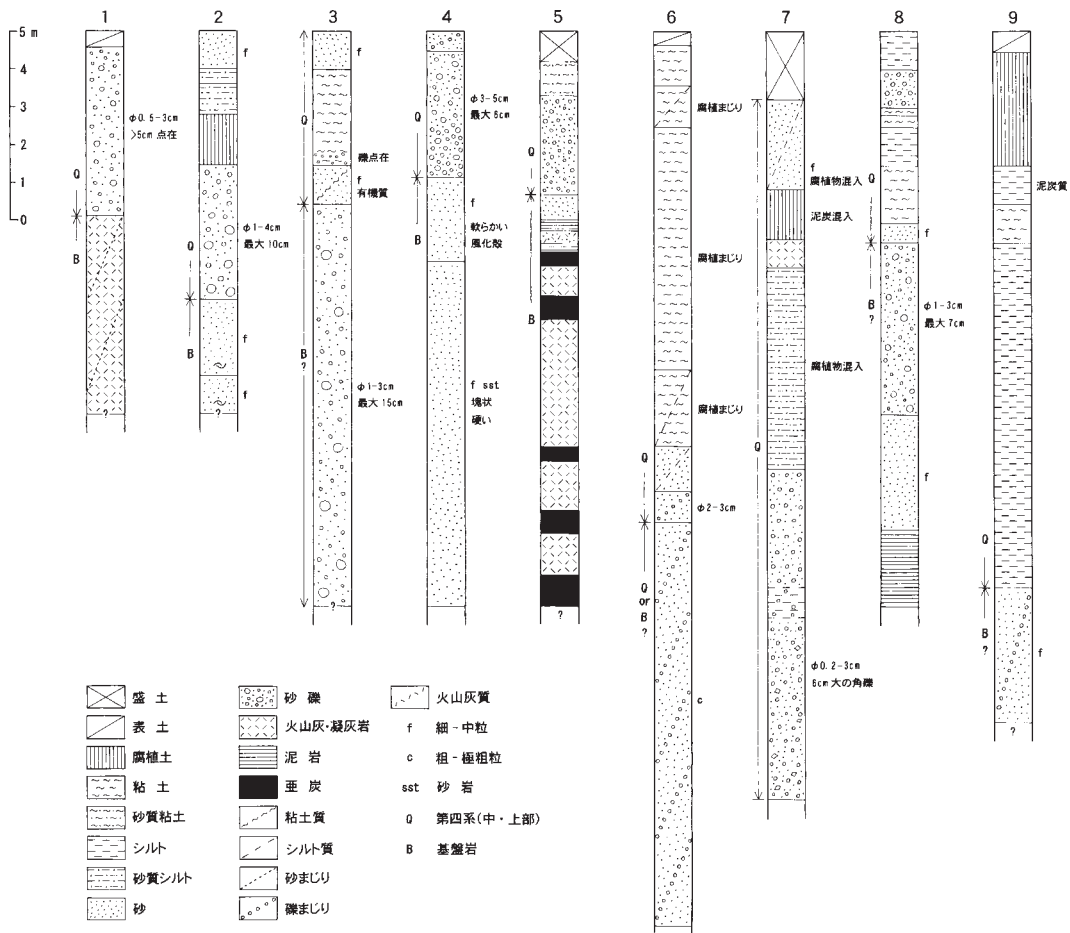 1 2 3 4 5 6 7 8 9
5 m
4
3
2
1
0
φ0.5-3cm
>5cm 点在
Q
B
?
f
φ1-4cm
最大 10cm
Q
B
f
f
?
f
Q
礫点在
f
有機質
B
?
φ1-3cm
最大 15cm
?
φ3-5cm
最大 6cm
Q
B
f
軟らかい
風化殻
f sst
塊状
硬い
Q
B
?
腐植まじり
腐植まじり
腐植まじり
Q
φ2-3cm
Q
or
B
?
c
f
腐植物混入
泥炭混入
腐植物混入
Q
φ0.2-3cm
6cm 大の角礫
Q
f
B
?
φ1-3cm
最大 7cm
f
泥炭質
Q
B
?
f
?
盛 土
表 土
腐植土
粘 土
砂質粘土
シルト
砂質シルト
砂
砂 礫
火山灰・凝灰岩
泥 岩
亜 炭
粘土質
シルト質
砂まじり
礫まじり
火山灰質
f 細 - 中粒
c 粗 - 極粗粒
sst 砂 岩
Q 第四系(中・上部)
B 基盤岩